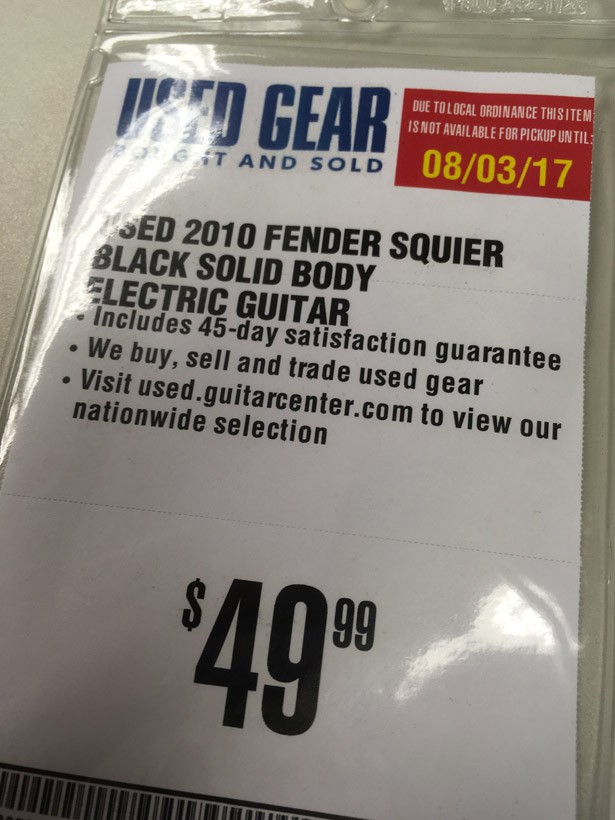 USED GEAR
BOUGHT AND SOLD
DUE TO LOCAL ORDINANCE THIS ITEM
IS NOT AVAILABLE FOR PICKUP UNTIL:
08/03/17
USED 2010 FENDER SQUIER
BLACK SOLID BODY
ELECTRIC GUITAR
• Includes 45-day satisfaction guarantee
• We buy, sell and trade used gear
• Visit used.guitarcenter.com to view our
nationwide selection
$49.99